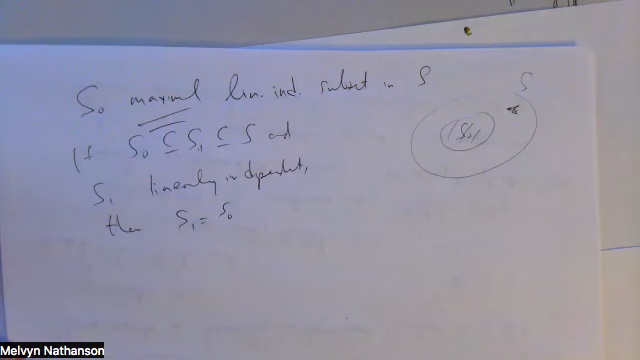 S₀ maximal lin. ind. subset in S
If S₀ ⊆ S₁ ⊆ S and
S₁ linearly independent,
then S₁ = S₀
S
S₀
Melvyn Nathanson